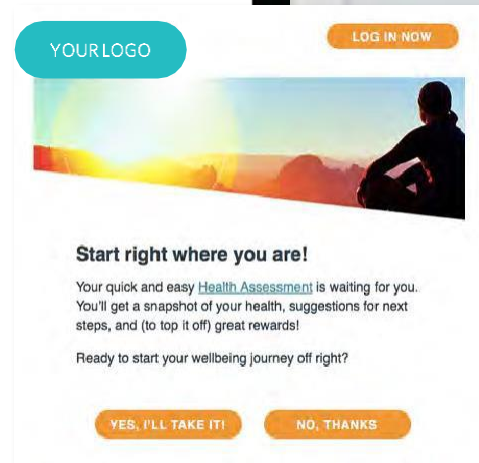 YOUR LOGO
LOG IN NOW
Start right where you are!
Your quick and easy Health Assessment is waiting for you.
You'll get a snapshot of your health, suggestions for next
steps, and (to top it off) great rewards!
Ready to start your wellbeing journey off right?
YES, I'LL TAKE IT!
NO, THANKS